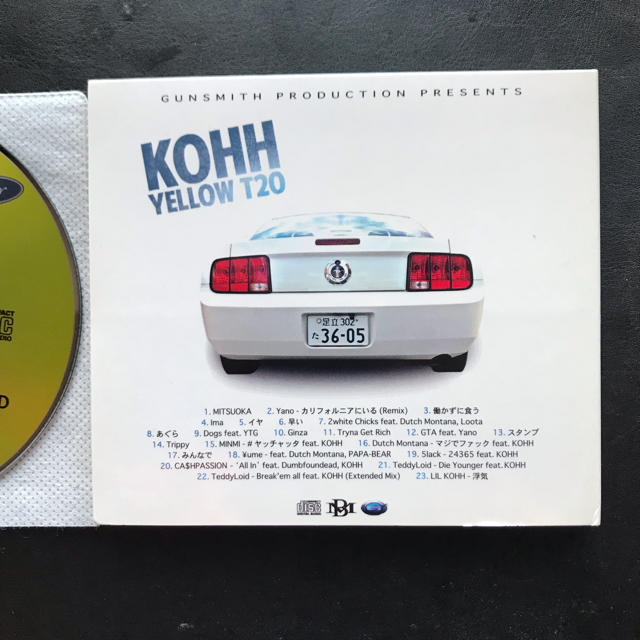 GUNSMITH PRODUCTION PRESENTS
KOHH
YELLOW T20
足立 302
た 36-05
1. MITSUOKA 2. Yano - カリフォルニアにいる (Remix) 3. 働かずに食う
4. Ima 5. イヤ 6. 早い 7. 2white Chicks feat. Dutch Montana, Loota
8. あぐら 9. Dogs feat. YTG 10. Ginza 11. Tryna Get Rich 12. GTA feat. Yano 13. スタンプ
14. Trippy 15. MINMI - # ヤッチャッタ feat. KOHH 16. Dutch Montana - マジでファック feat. KOHH
17. みんなで 18. ¥ume - feat. Dutch Montana, PAPA-BEAR 19. 5lack - 24365 feat. KOHH
20. CA$HPASSION - 'All In' feat. Dumbfoundead, KOHH 21. TeddyLoid - Die Younger feat. KOHH
22. TeddyLoid - Break'em all feat. KOHH (Extended Mix) 23. LIL KOHH - 浮気
DISC